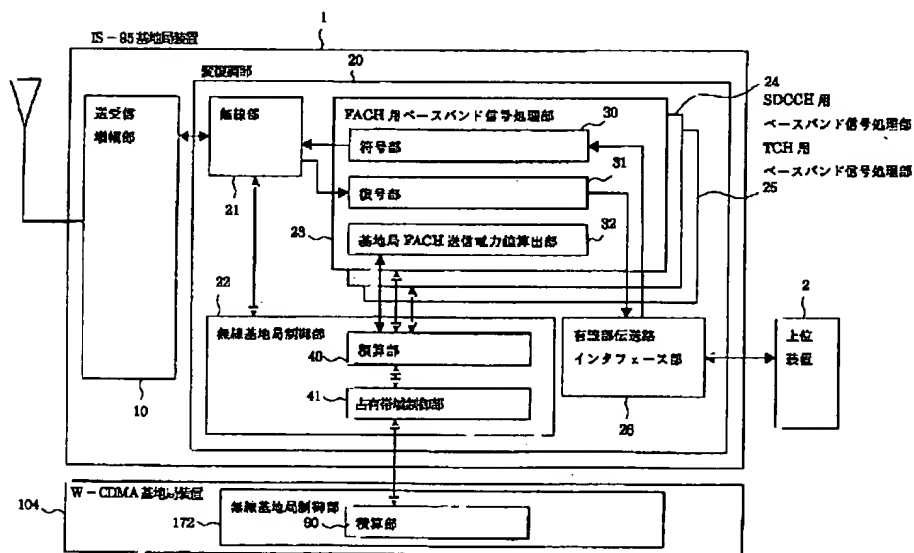 1
IS-95基地局装置
20
変復調部
送受信
増幅部
10
無線部
21
FACH用ベースバンド信号処理部
30
符号部
31
復号部
32
基地局FACH送信電力値算出部
23
24
SDCCH用
ベースバンド信号処理部
TCH用
ベースバンド信号処理部
25
22
無線基地局制御部
40
積算部
41
占有帯域制御部
有線部伝送路
インタフェース部
26
2
上位
装置
W-CDMA基地局装置
104
無線基地局制御部
172
90
積算部